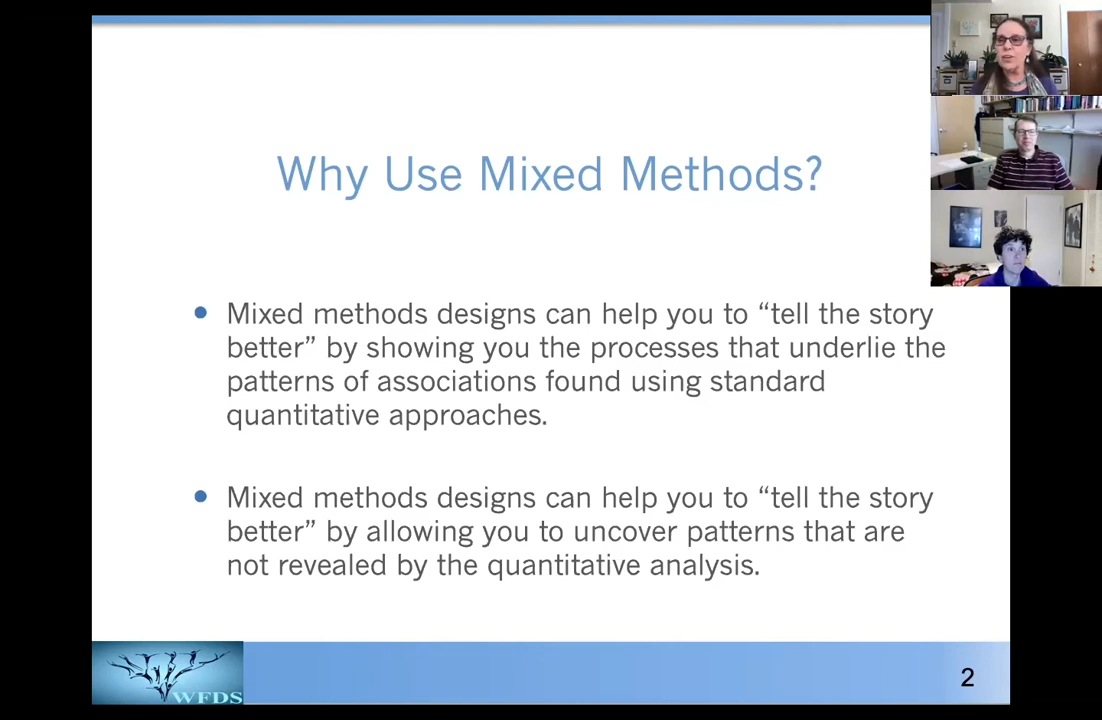 Why Use Mixed Methods?
• Mixed methods designs can help you to “tell the story
better” by showing you the processes that underlie the
patterns of associations found using standard
quantitative approaches.
• Mixed methods designs can help you to “tell the story
better” by allowing you to uncover patterns that are
not revealed by the quantitative analysis.
WFDS
2